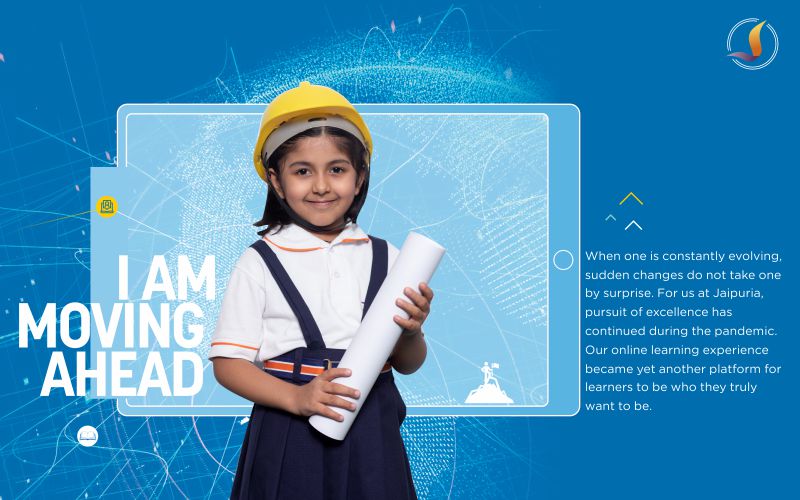 I AM
MOVING
AHEAD
When one is constantly evolving,
sudden changes do not take one
by surprise. For us at Jaipuria,
pursuit of excellence has
continued during the pandemic.
Our online learning experience
became yet another platform for
learners to be who they truly
want to be.